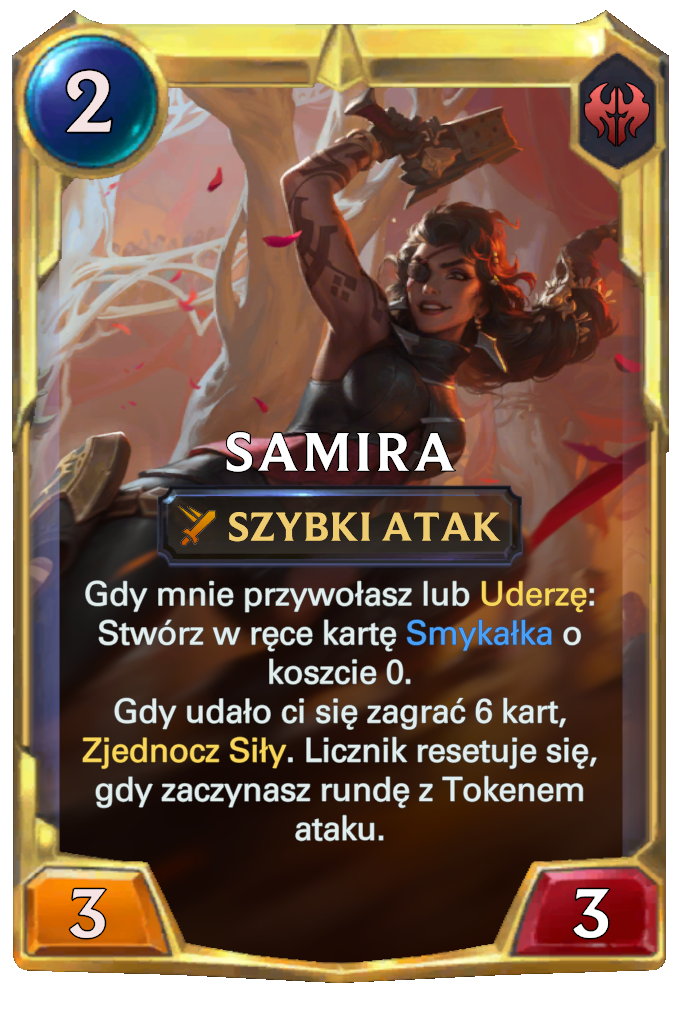 2
SAMIRA
SZYBKI ATAK
Gdy mnie przywołasz lub Uderzę:
Stwórz w ręce kartę Smykałka o
koszcie 0.
Gdy udało ci się zagrać 6 kart,
Zjednocz Siły. Licznik resetuje się,
gdy zaczynasz rundę z Tokenem
ataku.
3
3